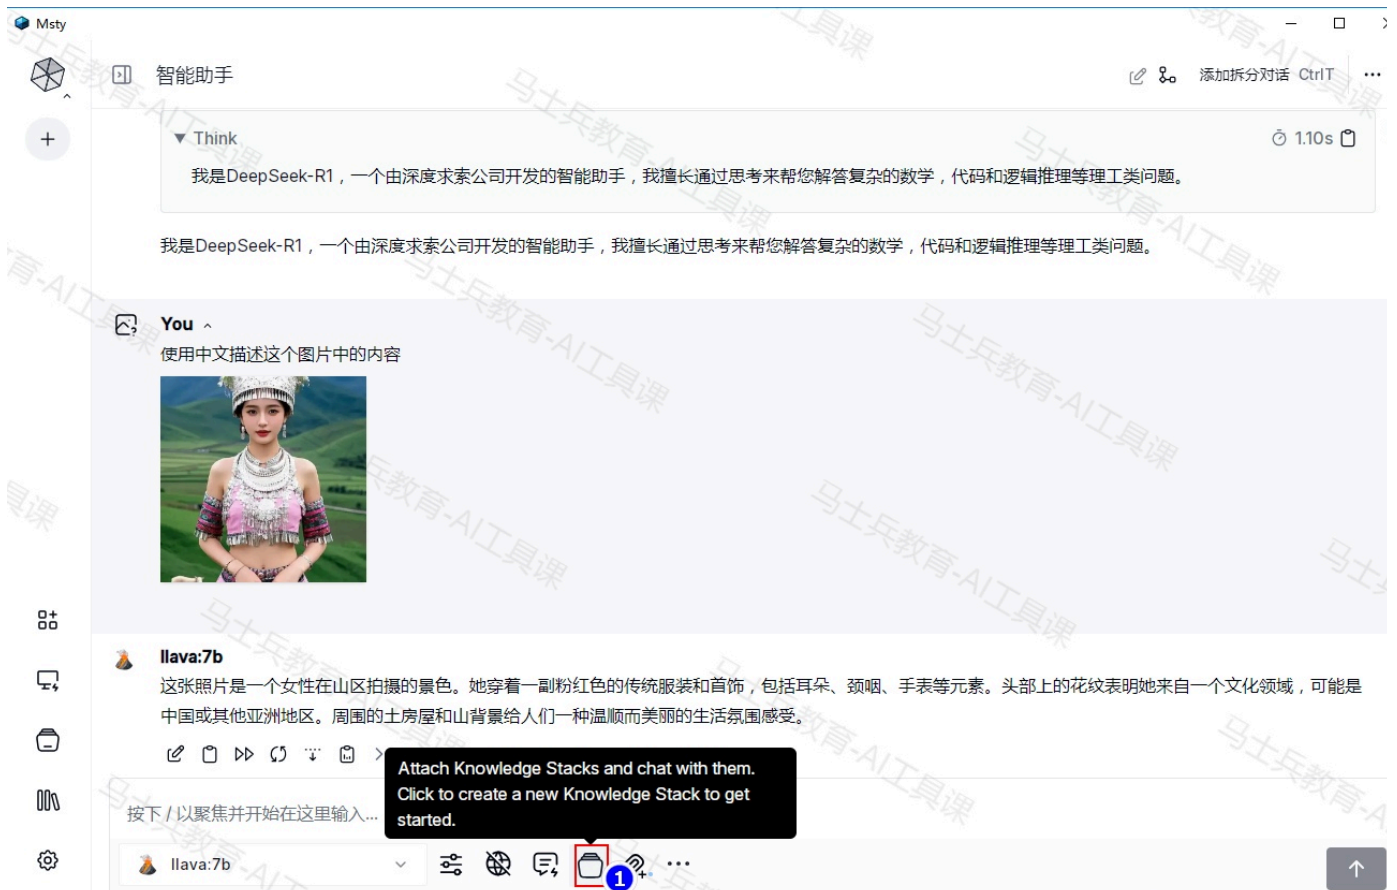 Msty
智能助手
添加拆分对话 CtrlT
Think
1.10s
我是DeepSeek-R1，一个由深度求索公司开发的智能助手，我擅长通过思考来帮您解答复杂的数学，代码和逻辑推理等理工类问题。
我是DeepSeek-R1，一个由深度求索公司开发的智能助手，我擅长通过思考来帮您解答复杂的数学，代码和逻辑推理等理工类问题。
You
使用中文描述这个图片中的内容
llava:7b
这张照片是一个女性在山区拍摄的景色。她穿着一副粉红色的传统服装和首饰，包括耳朵、颈咽、手表等元素。头部上的花纹表明她来自一个文化领域，可能是
中国或其他亚洲地区。周围的土房屋和山背景给人们一种温顺而美丽的生活氛围感受。
Attach Knowledge Stacks and chat with them.
Click to create a new Knowledge Stack to get
started.
按下 / 以聚焦并开始在这里输入...
llava:7b
1
马士兵教育-AI工具课